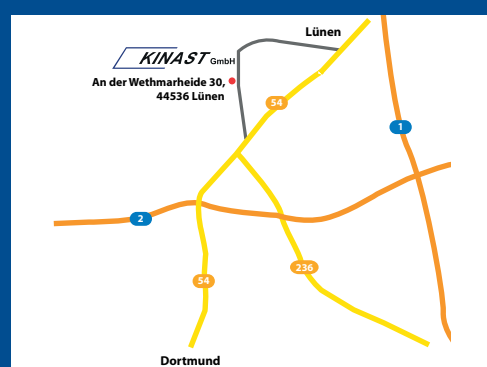 Lünen
KINAST GmbH
An der Wethmarheide 30,
44536 Lünen
54
1
2
236
54
Dortmund